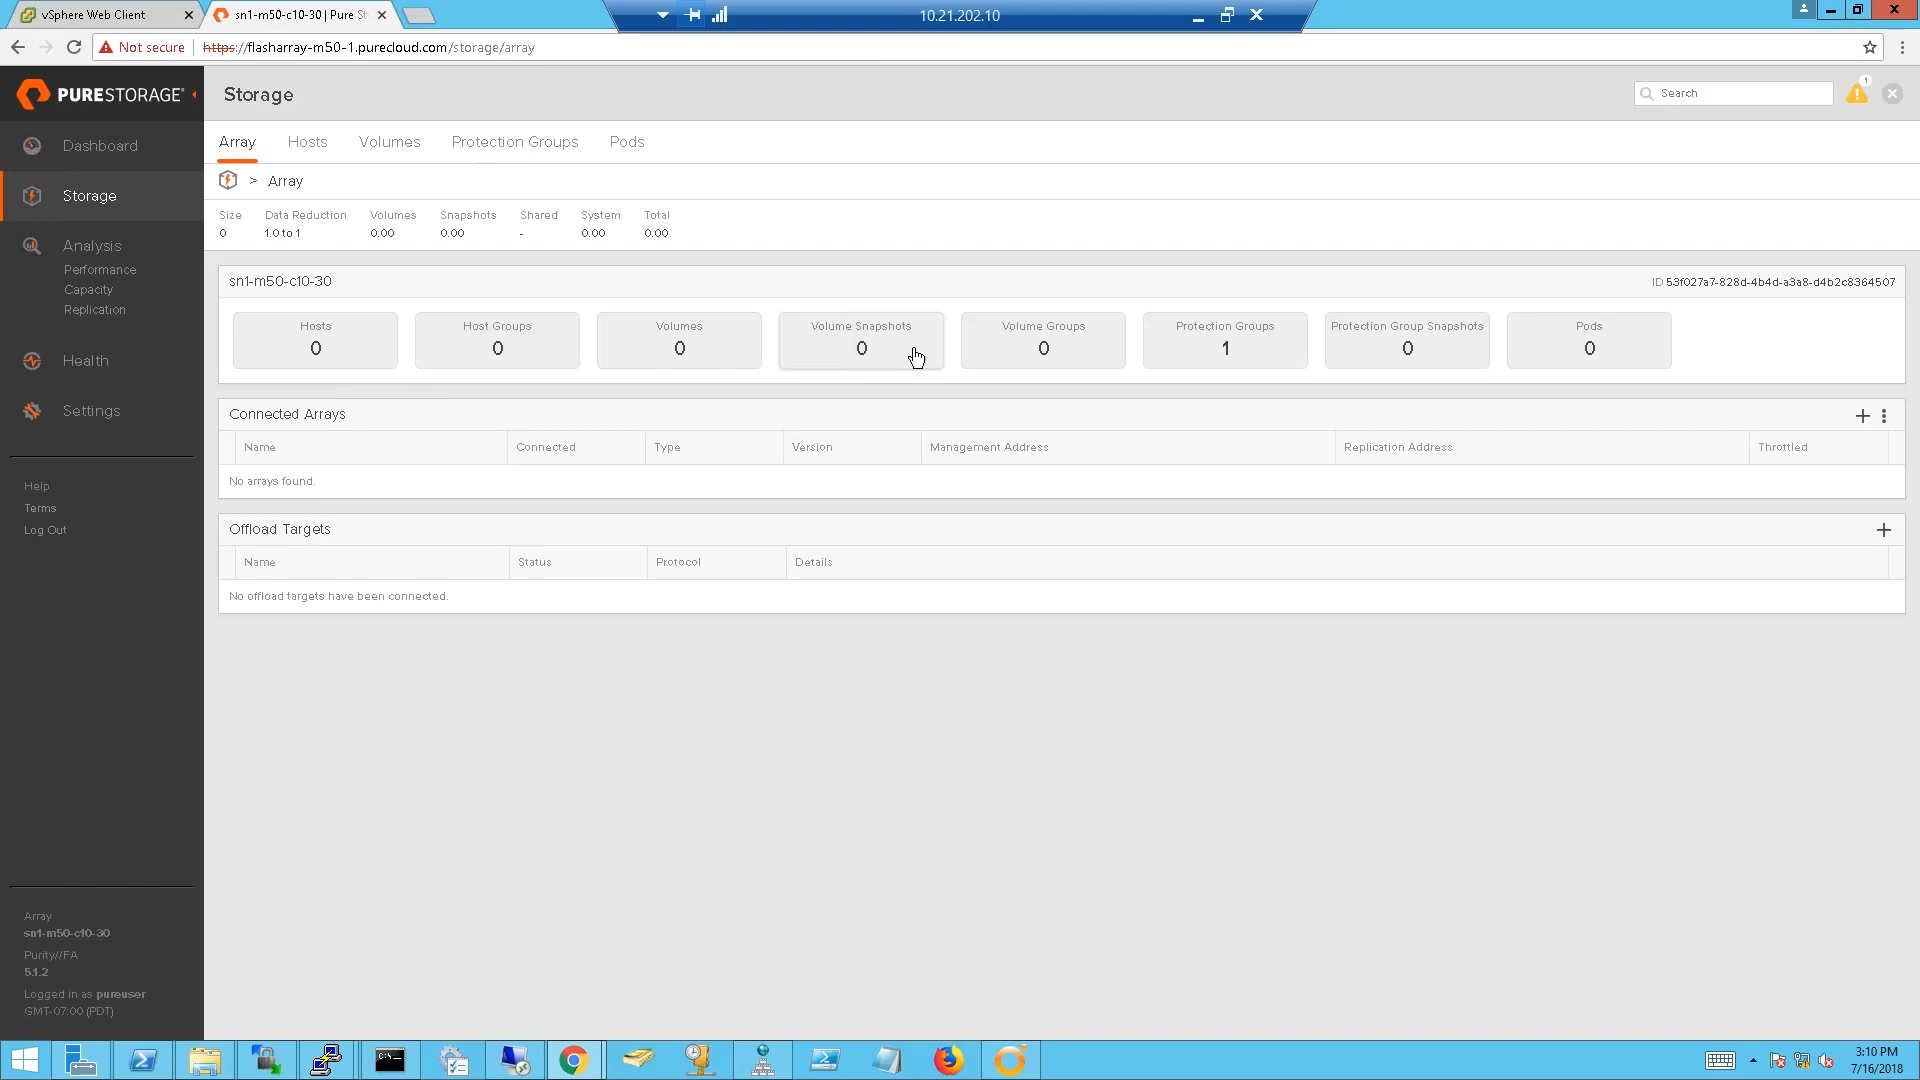 vSphere Web Client
sn1-m50-c10-30 | Pure St
10.21.202.10
Not secure
https://flasharray-m50-1.purecloud.com/storage/array
PURESTORAGE®
Storage
Search
1
Dashboard
Storage
Analysis
Performance
Capacity
Replication
Health
Settings
Help
Terms
Log Out
Array
sn1-m50-c10-30
Purity//FA
5.1.2
Logged in as pureuser
GMT-07:00 (PDT)
Array Hosts Volumes Protection Groups Pods
> Array
Size Data Reduction Volumes Snapshots Shared System Total
0 1.0 to 1 0.00 0.00 - 0.00 0.00
sn1-m50-c10-30 ID 53f027a7-828d-4b4d-a3a8-d4b2c8364507
Hosts Host Groups Volumes Volume Snapshots Volume Groups Protection Groups Protection Group Snapshots Pods
0 0 0 0 0 1 0 0
Connected Arrays
Name Connected Type Version Management Address Replication Address Throttled
No arrays found.
Offload Targets
Name Status Protocol Details
No offload targets have been connected.
3:10 PM
7/16/2018